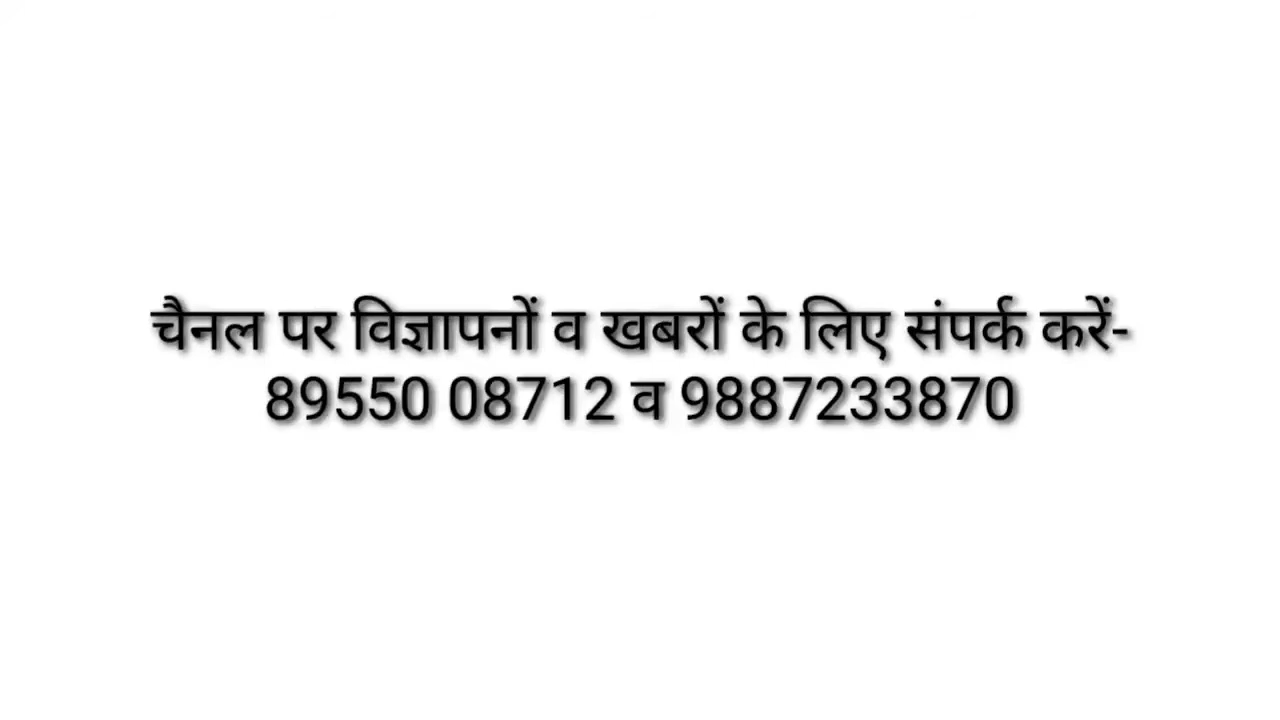 चैनल पर विज्ञापनों व खबरों के लिए संपर्क करें-
89550 08712 व 9887233870